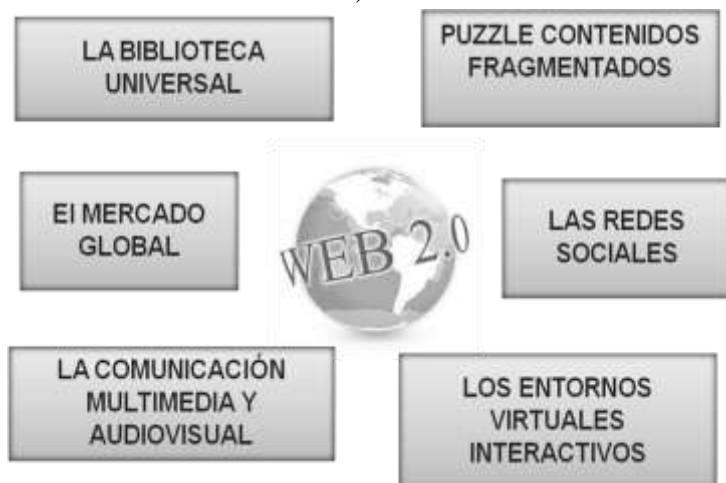 )
LA BIBLIOTECA
UNIVERSAL
PUZZLE CONTENIDOS
FRAGMENTADOS
El MERCADO
GLOBAL
WEB 2.0
LAS REDES
SOCIALES
LA COMUNICACIÓN
MULTIMEDIA Y
AUDIOVISUAL
LOS ENTORNOS
VIRTUALES
INTERACTIVOS